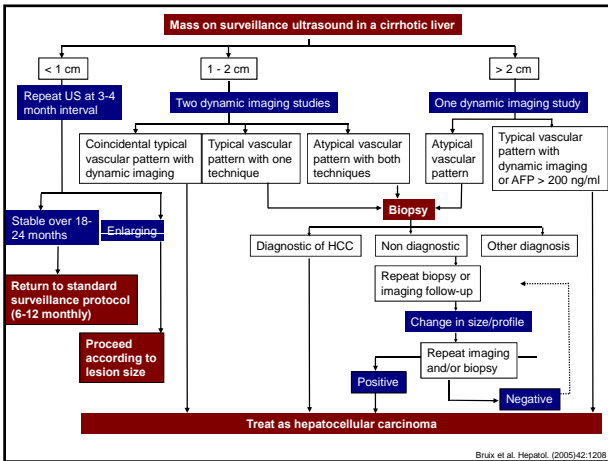 Mass on surveillance ultrasound in a cirrhotic liver
< 1 cm
1 - 2 cm
> 2 cm
Repeat US at 3-4
month interval
Two dynamic imaging studies
One dynamic imaging study
Coincidental typical
vascular pattern with
dynamic imaging
Typical vascular
pattern with one
technique
Atypical vascular
pattern with both
techniques
Atypical
vascular
pattern
Typical vascular
pattern with
dynamic imaging
or AFP > 200 ng/ml
Stable over 18-
24 months
Enlarging
Biopsy
Diagnostic of HCC
Non diagnostic
Other diagnosis
Return to standard
surveillance protocol
(6-12 monthly)
Repeat biopsy or
imaging follow-up
Change in size/profile
Proceed
according to
lesion size
Repeat imaging
and/or biopsy
Positive
Negative
Treat as hepatocellular carcinoma
Bruix et al. Hepatol. (2005)42:1208